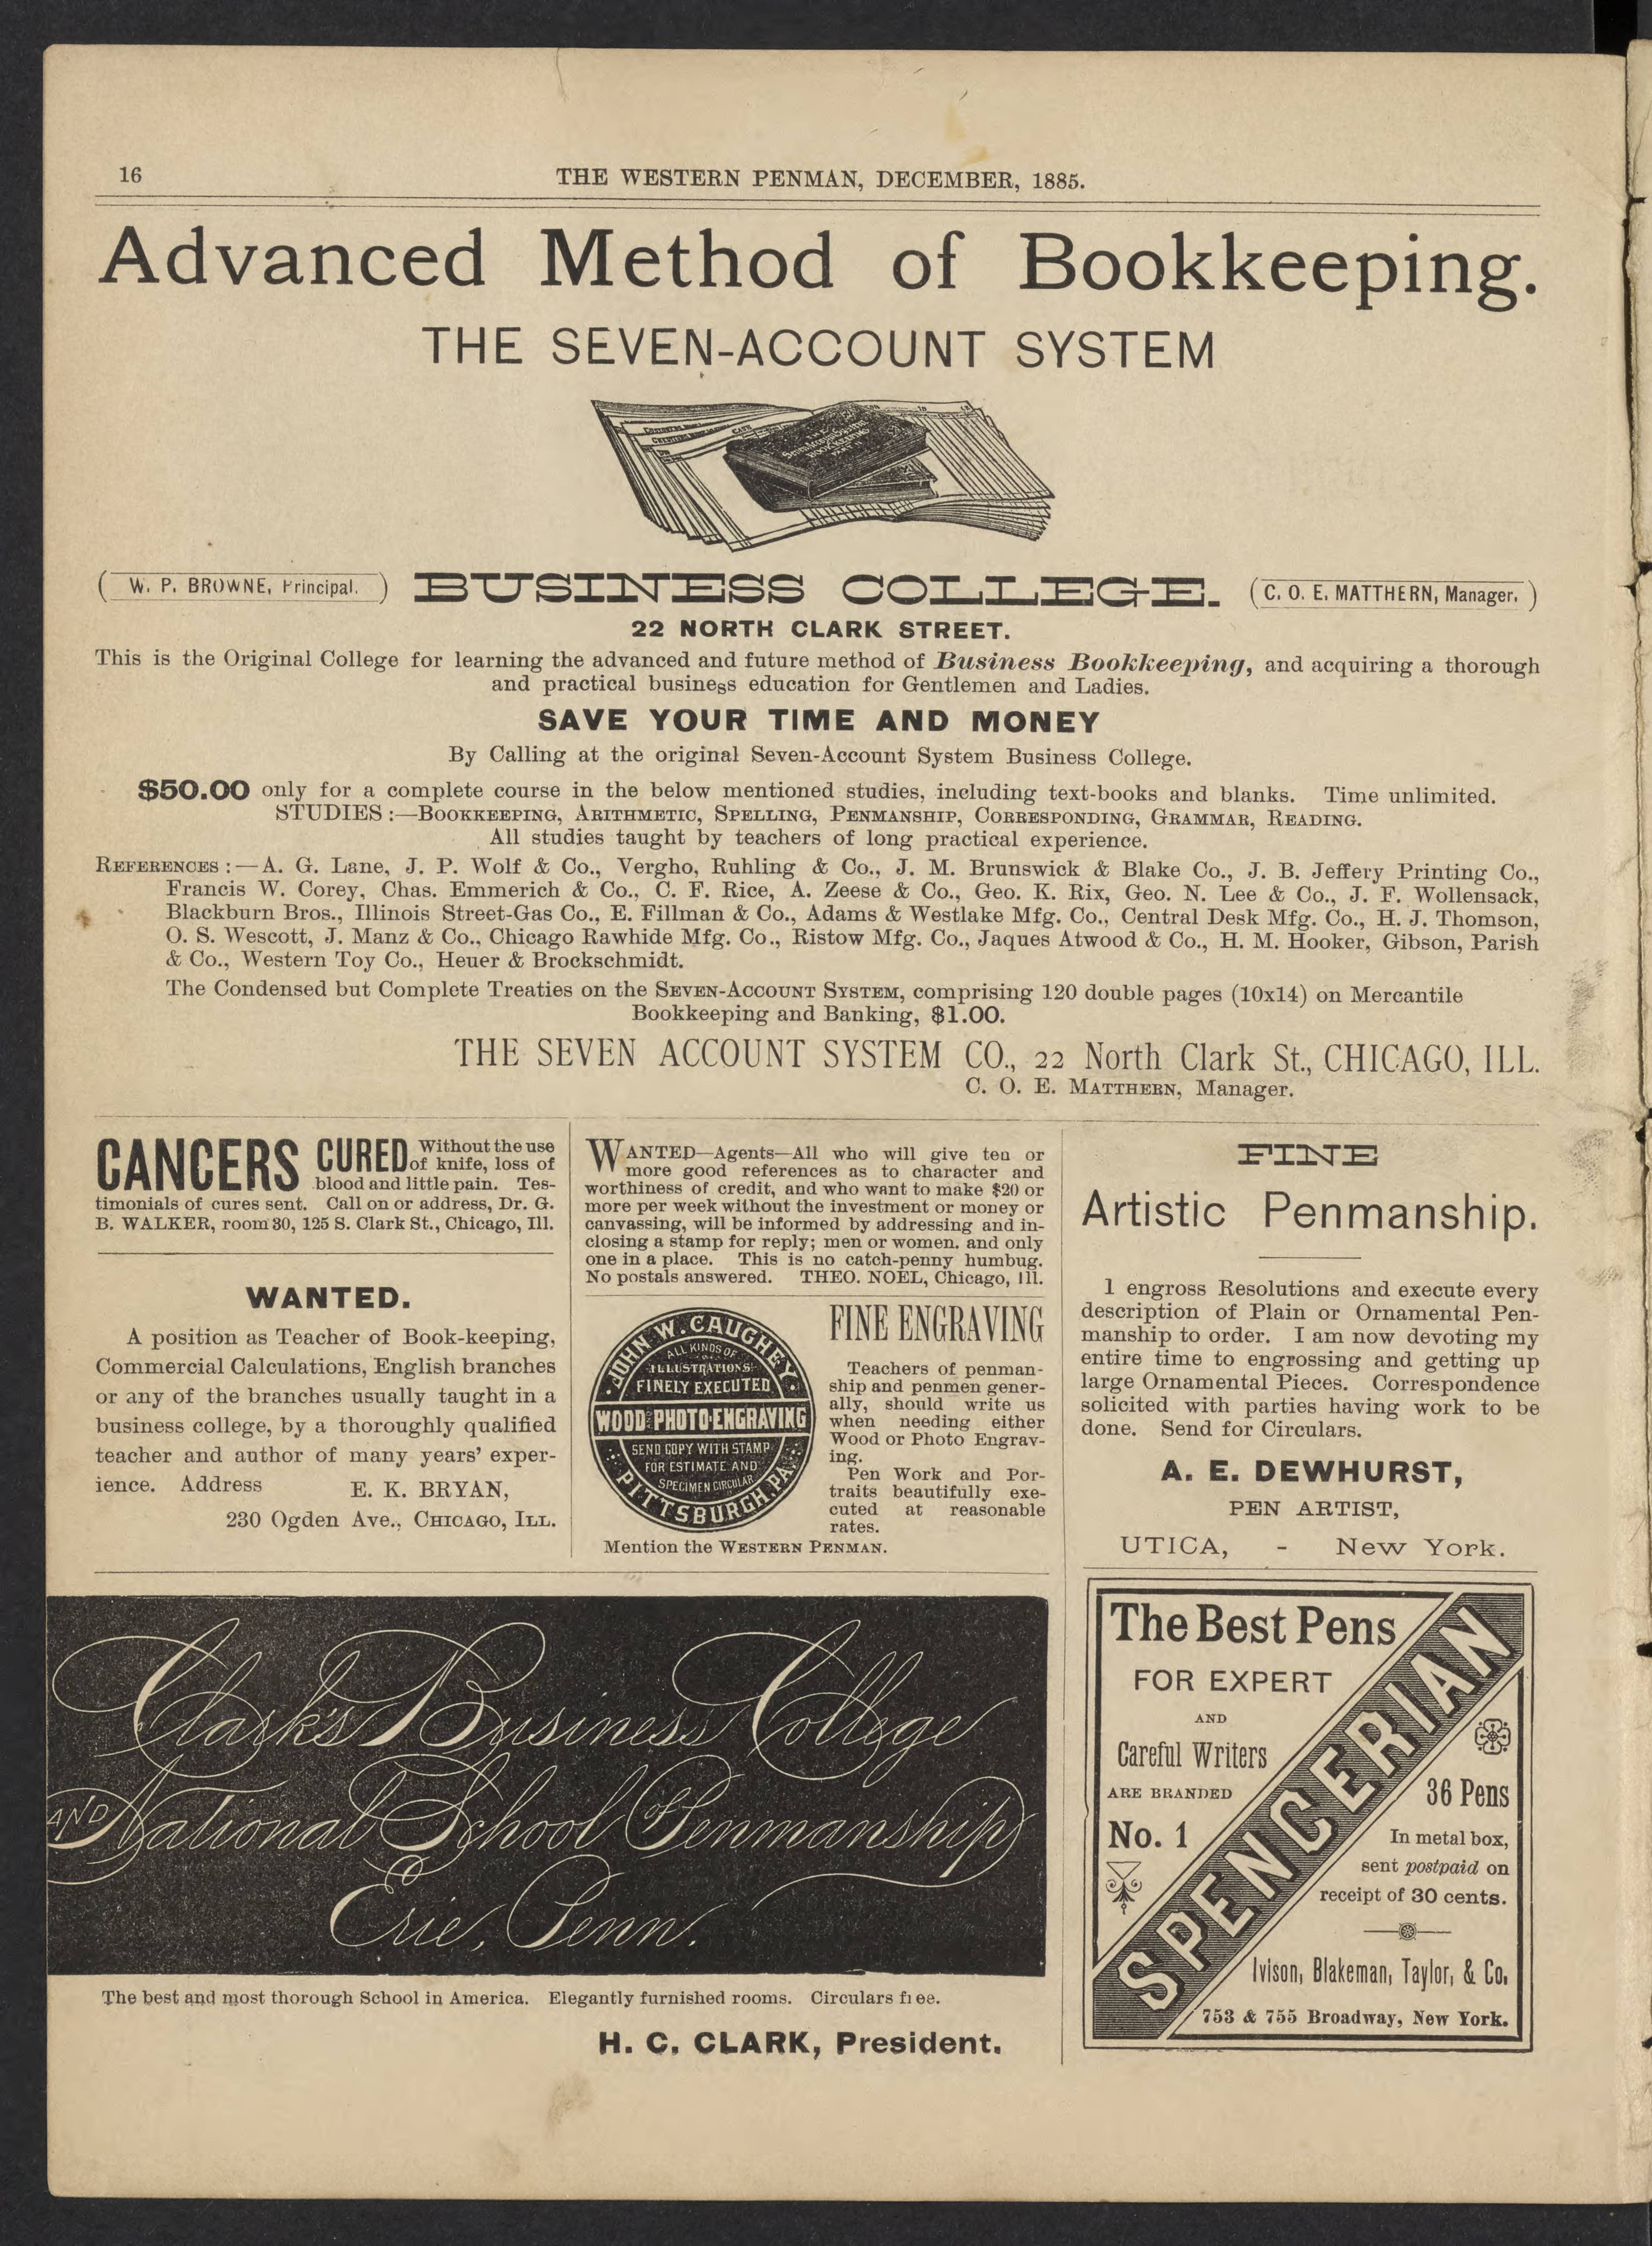 16
THE WESTERN PENMAN, DECEMBER, 1885.
Advanced Method of Bookkeeping.
THE SEVEN-ACCOUNT SYSTEM
( W. P. BROWNE, Principal. )
BUSINESS COLLEGE.
( C. O. E. MATTHERN, Manager. )
22 NORTH CLARK STREET.
This is the Original College for learning the advanced and future method of Business Bookkeeping, and acquiring a thorough
and practical business education for Gentlemen and Ladies.
SAVE YOUR TIME AND MONEY
By Calling at the original Seven-Account System Business College.
$50.00 only for a complete course in the below mentioned studies, including text-books and blanks. Time unlimited.
STUDIES :—BOOKKEEPING, ARITHMETIC, SPELLING, PENMANSHIP, CORRESPONDING, GRAMMAR, READING.
All studies taught by teachers of long practical experience.
REFERENCES :—A. G. Lane, J. P. Wolf & Co., Vergho, Ruhling & Co., J. M. Brunswick & Blake Co., J. B. Jeffery Printing Co.,
Francis W. Corey, Chas. Emmerich & Co., C. F. Rice, A. Zeese & Co., Geo. K. Rix, Geo. N. Lee & Co., J. F. Wollensack,
Blackburn Bros., Illinois Street-Gas Co., E. Fillman & Co., Adams & Westlake Mfg. Co., Central Desk Mfg. Co., H. J. Thomson,
O. S. Wescott, J. Manz & Co., Chicago Rawhide Mfg. Co., Ristow Mfg. Co., Jaques Atwood & Co., H. M. Hooker, Gibson, Parish
& Co., Western Toy Co., Heuer & Brockschmidt.
The Condensed but Complete Treaties on the SEVEN-ACCOUNT SYSTEM, comprising 120 double pages (10x14) on Mercantile
Bookkeeping and Banking, $1.00.
THE SEVEN ACCOUNT SYSTEM CO., 22 North Clark St., CHICAGO, ILL.
C. O. E. MATTHERN, Manager.
CANCERS CURED Without the use
of knife, loss of
blood and little pain. Tes-
timonials of cures sent. Call on or address, Dr. G.
B. WALKER, room 30, 125 S. Clark St., Chicago, Ill.
WANTED.
A position as Teacher of Book-keeping,
Commercial Calculations, English branches
or any of the branches usually taught in a
business college, by a thoroughly qualified
teacher and author of many years' exper-
ience. Address E. K. BRYAN,
230 Ogden Ave., CHICAGO, ILL.
WANTED—Agents—All who will give ten or
more good references as to character and
worthiness of credit, and who want to make $20 or
more per week without the investment or money or
canvassing, will be informed by addressing and in-
closing a stamp for reply; men or women. and only
one in a place. This is no catch-penny humbug.
No postals answered. THEO. NOEL, Chicago, Ill.
JOHN W. CAUGHEY
ALL KINDS OF
ILLUSTRATIONS
FINELY EXECUTED
WOOD PHOTO-ENGRAVING
SEND COPY WITH STAMP
FOR ESTIMATE AND
SPECIMEN CIRCULAR
PITTSBURGH, PA.
FINE ENGRAVING
Teachers of penman-
ship and penmen gener-
ally, should write us
when needing either
Wood or Photo Engrav-
ing.
Pen Work and Por-
traits beautifully exe-
cuted at reasonable
rates.
Mention the WESTERN PENMAN.
FINE
Artistic Penmanship.
I engross Resolutions and execute every
description of Plain or Ornamental Pen-
manship to order. I am now devoting my
entire time to engrossing and getting up
large Ornamental Pieces. Correspondence
solicited with parties having work to be
done. Send for Circulars.
A. E. DEWHURST,
PEN ARTIST,
UTICA, - New York.
Clark's Business College
AND National School of Penmanship
Erie, Penn.
The best and most thorough School in America. Elegantly furnished rooms. Circulars free.
H. C. CLARK, President.
The Best Pens
FOR EXPERT
AND
Careful Writers
ARE BRANDED
No. 1
SPENCERIAN
36 Pens
In metal box,
sent postpaid on
receipt of 30 cents.
Ivison, Blakeman, Taylor, & Co.
753 & 755 Broadway, New York.